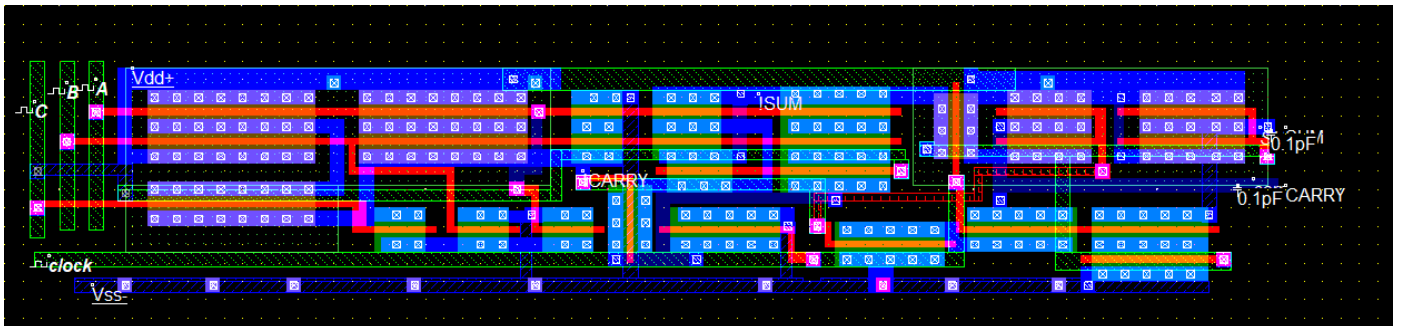 Vdd+
A
B
C
ISUM
0.1pF
CARRY
0.1pF CARRY
clock
Vss-